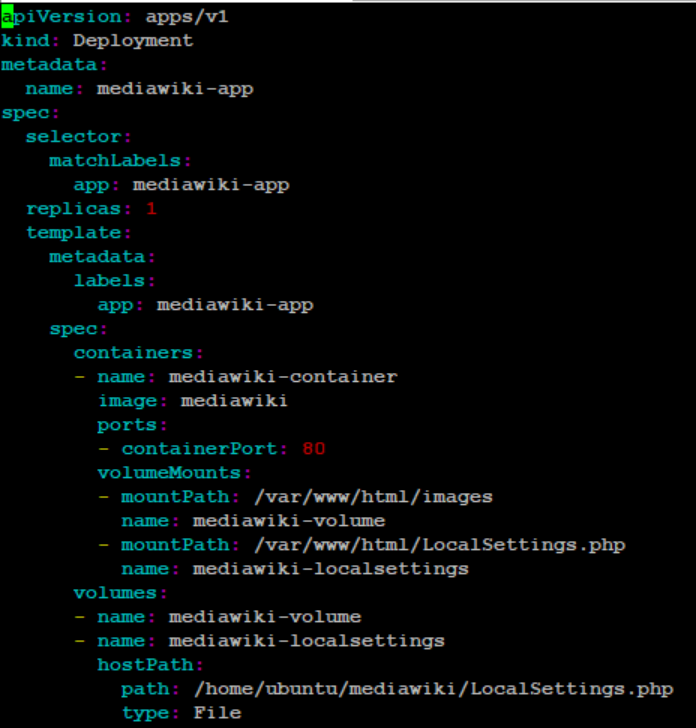 apiVersion: apps/v1
kind: Deployment
metadata:
  name: mediawiki-app
spec:
  selector:
    matchLabels:
      app: mediawiki-app
  replicas: 1
  template:
    metadata:
      labels:
        app: mediawiki-app
    spec:
      containers:
      - name: mediawiki-container
        image: mediawiki
        ports:
        - containerPort: 80
        volumeMounts:
        - mountPath: /var/www/html/images
          name: mediawiki-volume
        - mountPath: /var/www/html/LocalSettings.php
          name: mediawiki-localsettings
      volumes:
      - name: mediawiki-volume
      - name: mediawiki-localsettings
        hostPath:
          path: /home/ubuntu/mediawiki/LocalSettings.php
          type: File